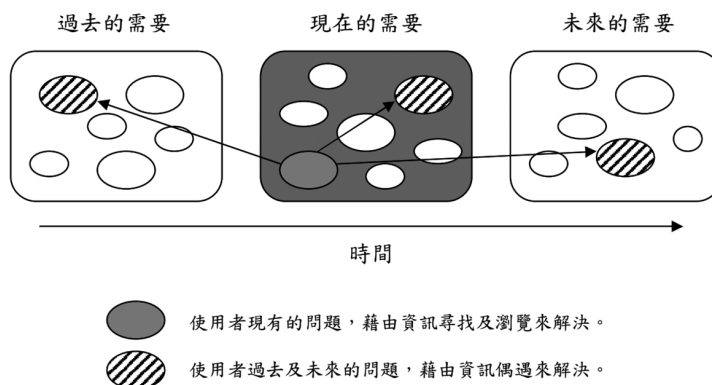 過去的需要
現在的需要
未來的需要
時間
使用者現有的問題，藉由資訊尋找及瀏覽來解決。
使用者過去及未來的問題，藉由資訊偶遇來解決。